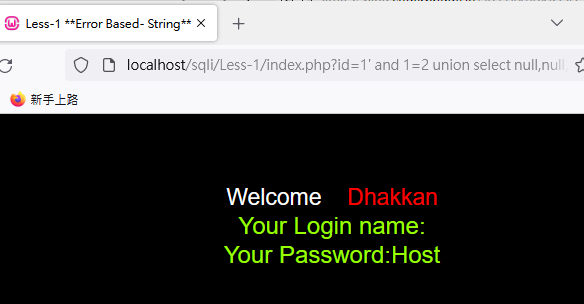 Less-1 **Error Based- String**
localhost/sqli/Less-1/index.php?id=1' and 1=2 union select null,null
新手上路
Welcome Dhakkan
Your Login name:
Your Password:Host